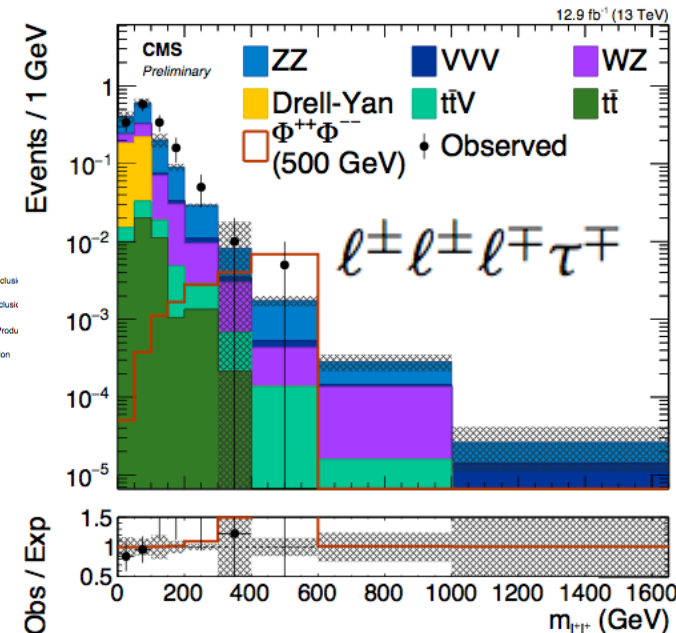 12.9 fb⁻¹ (13 TeV)
CMS
Preliminary
ZZ
VVV
WZ
Drell-Yan
tt̄V
tt̄
Φ⁺⁺Φ⁻⁻
(500 GeV)
Observed
ℓ±ℓ±ℓ∓τ∓
Events / 1 GeV
1
10⁻¹
10⁻²
10⁻³
10⁻⁴
10⁻⁵
Obs / Exp
1.5
1
0.5
0 200 400 600 800 1000 1200 1400 1600
m_l⁺l⁺ (GeV)